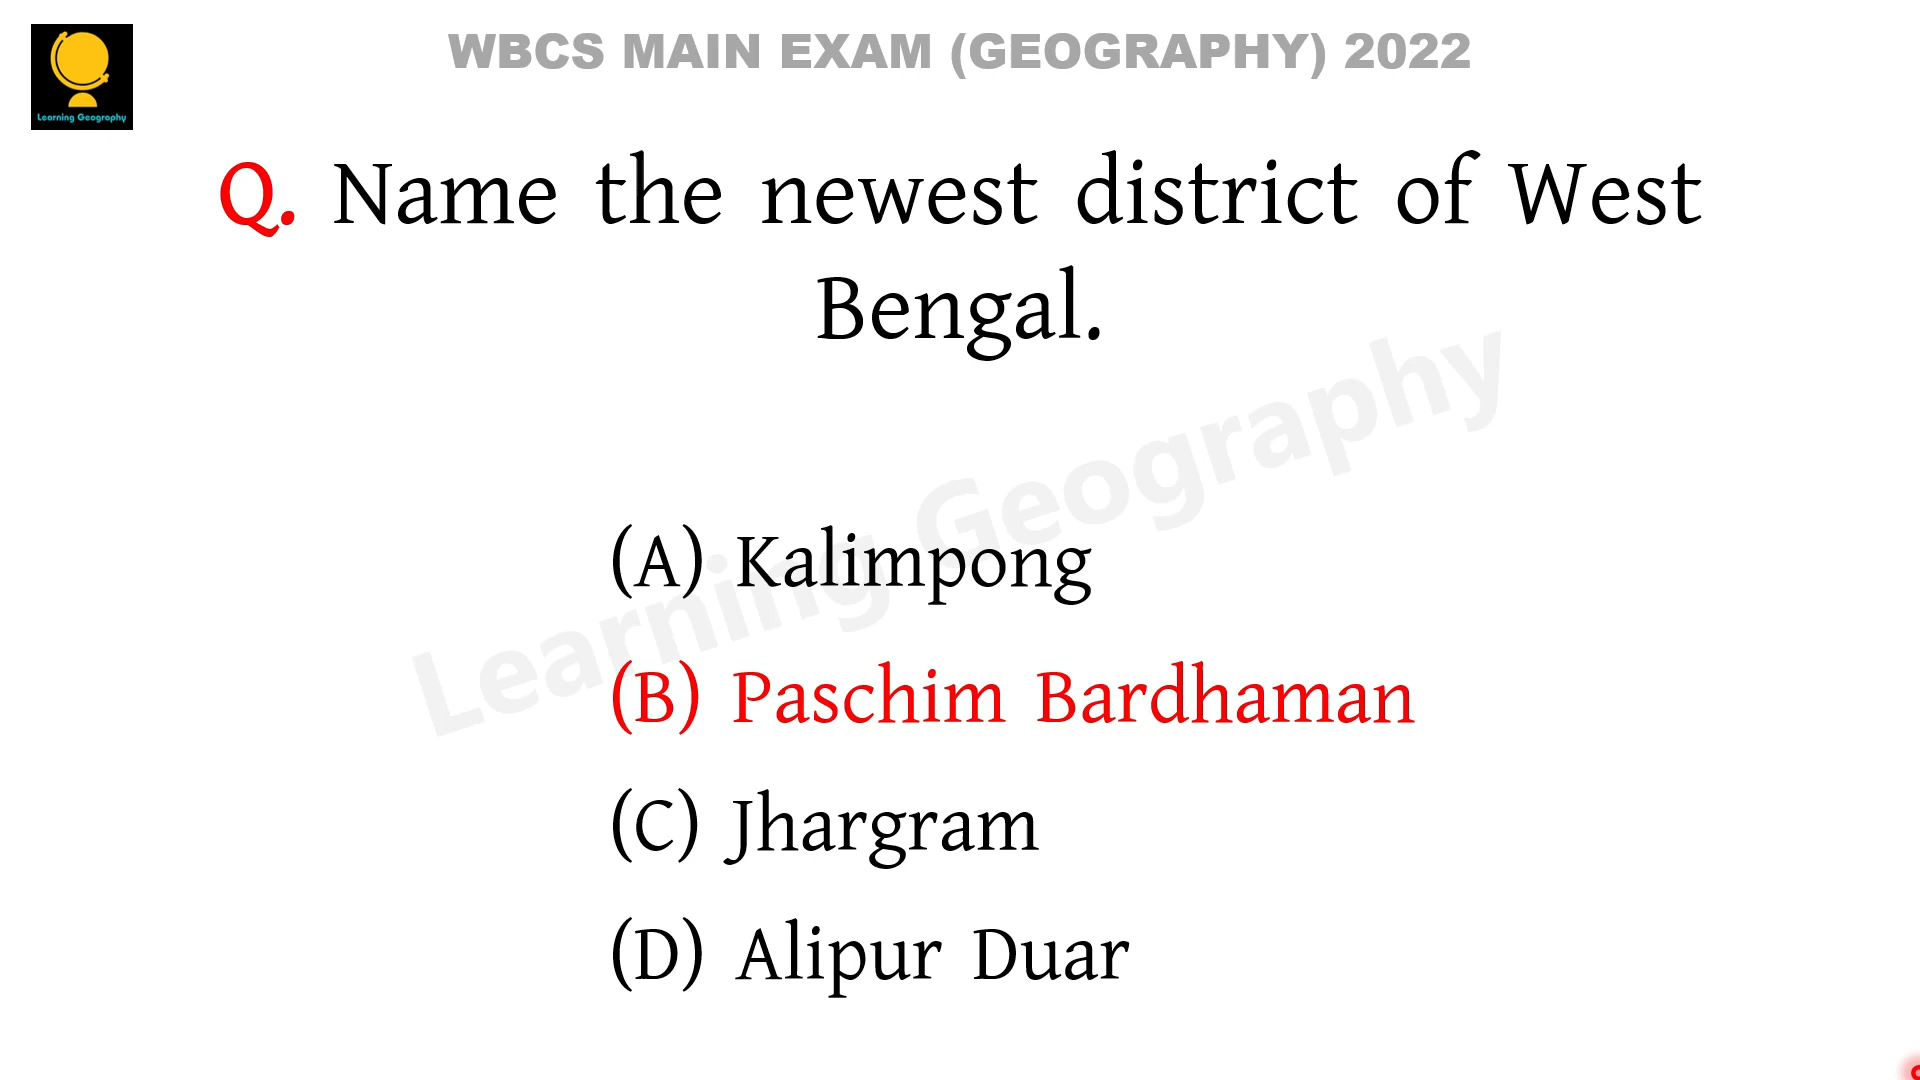 Learning Geography
WBCS MAIN EXAM (GEOGRAPHY) 2022
Q. Name the newest district of West
Bengal.
Learning Geography
(A) Kalimpong
(B) Paschim Bardhaman
(C) Jhargram
(D) Alipur Duar